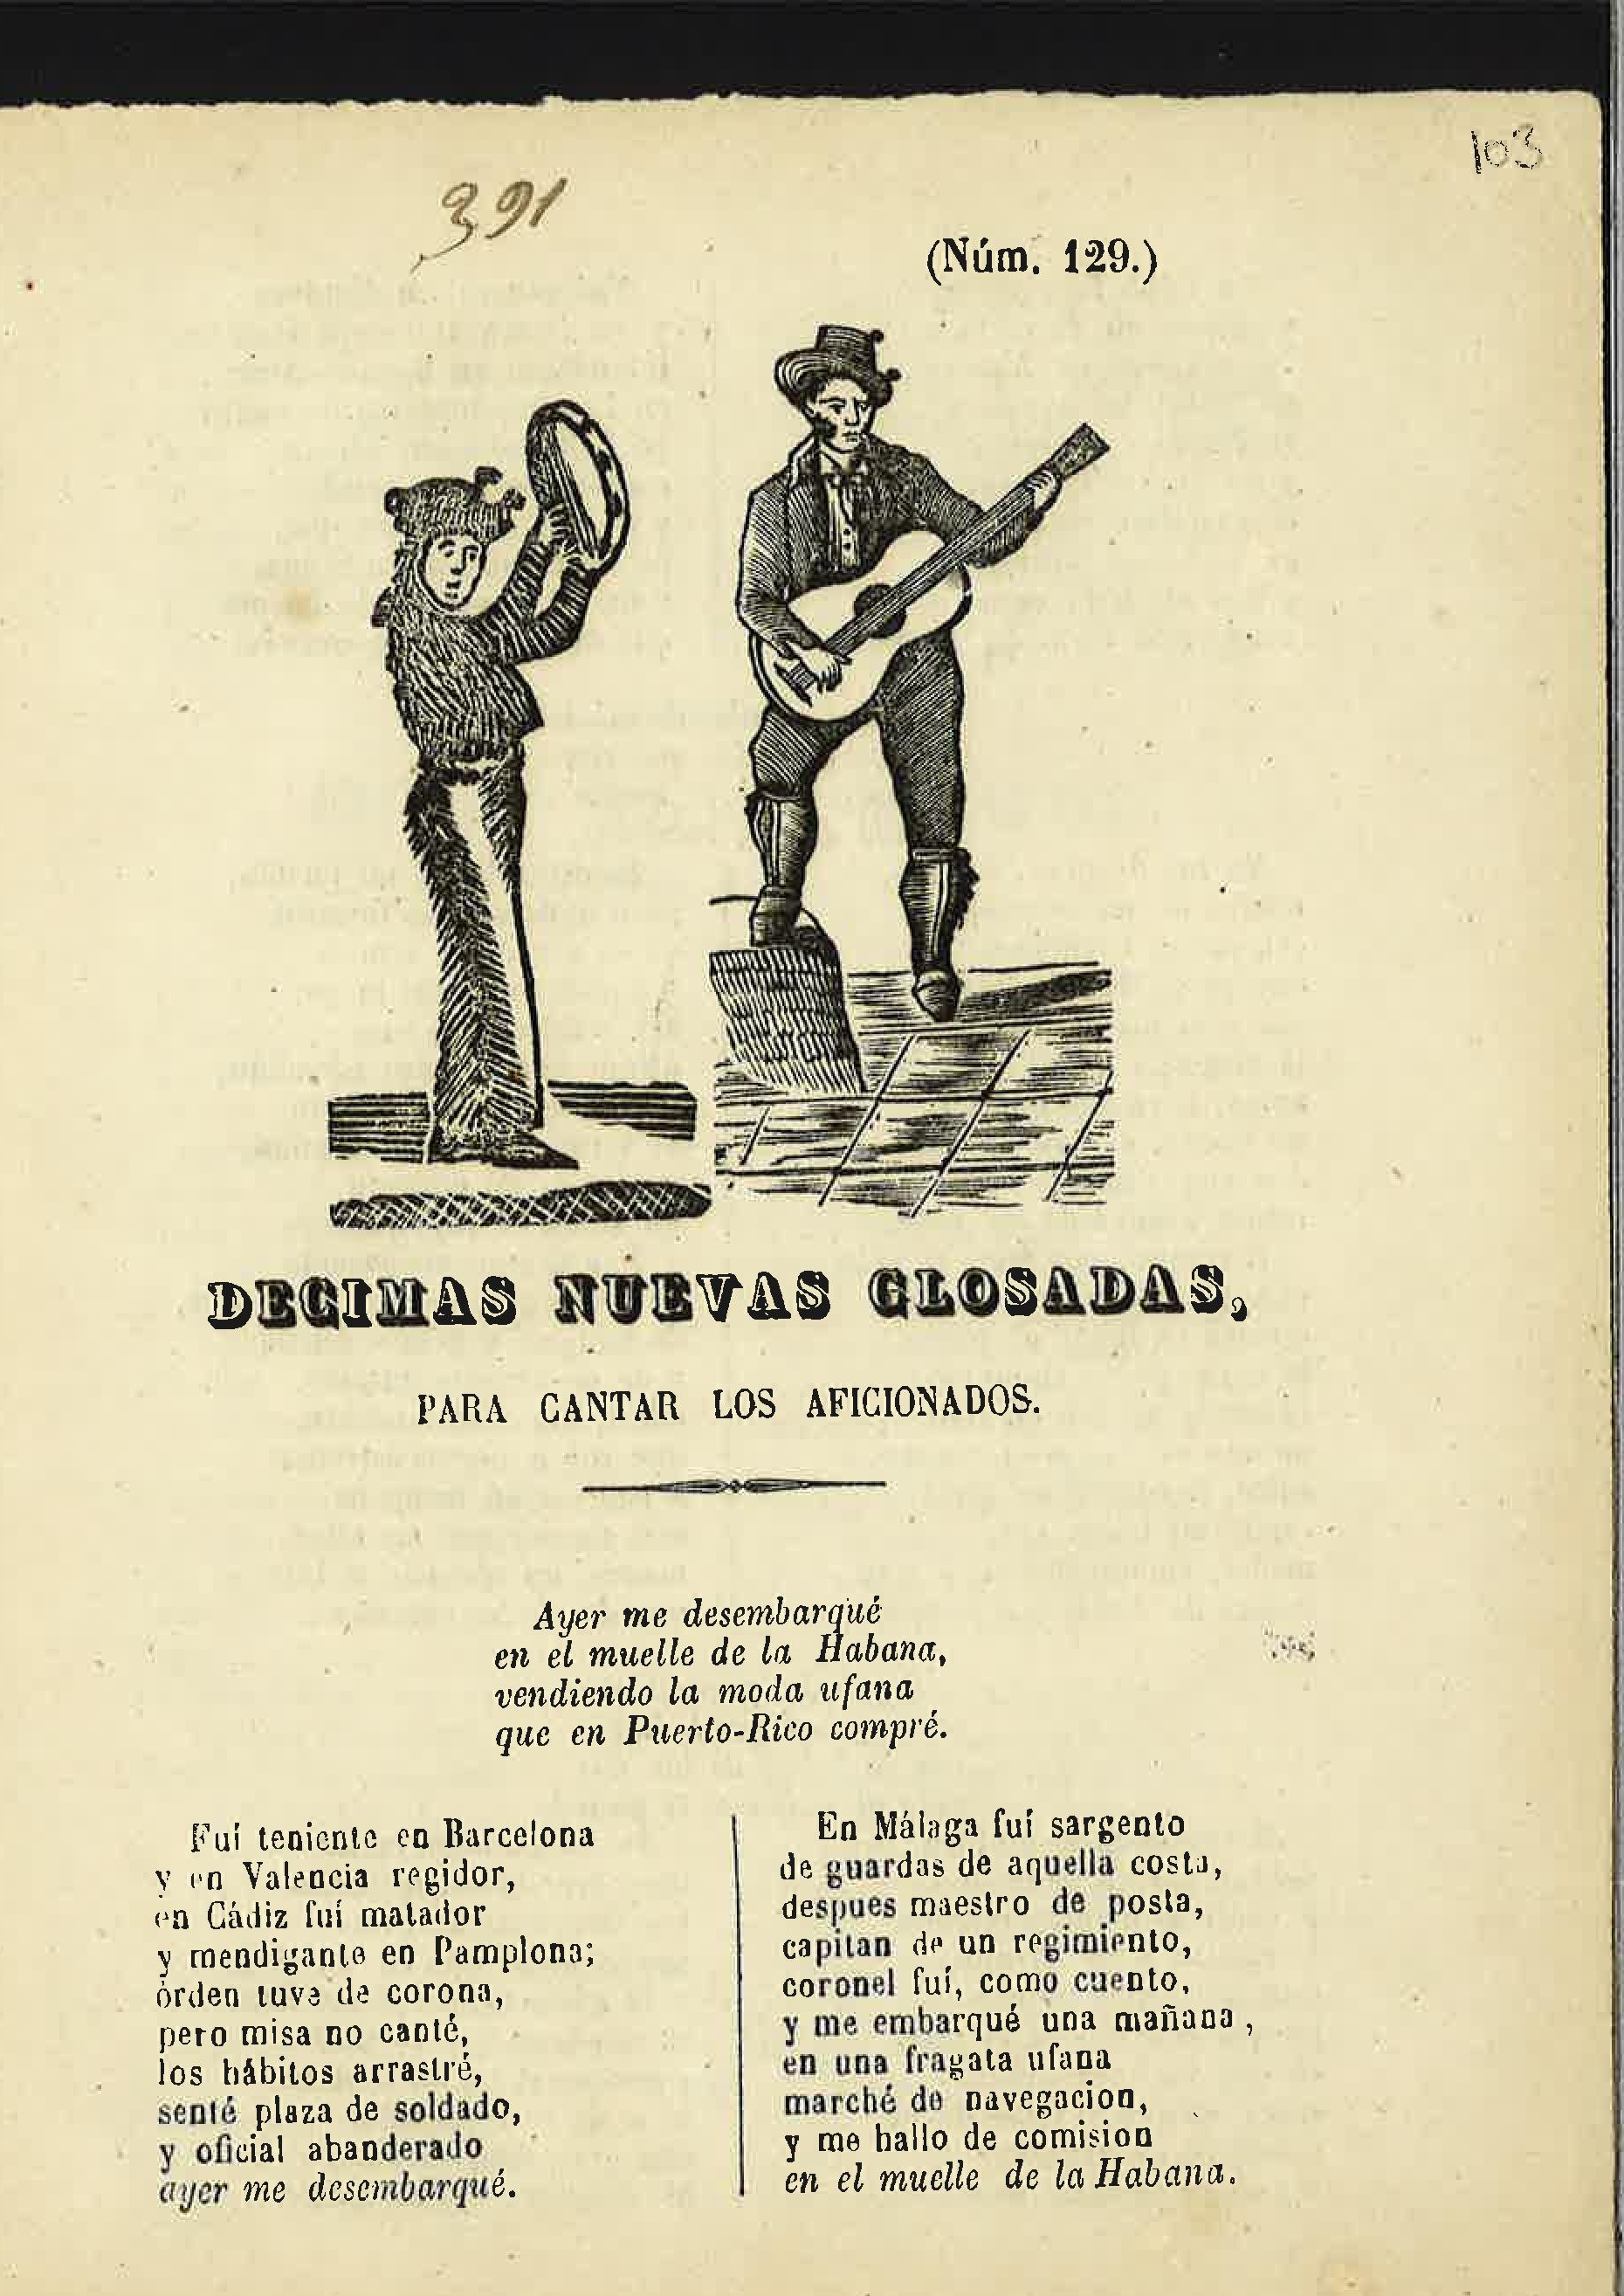 103
391
(Núm. 129.)
DECIMAS NUEVAS GLOSADAS,
PARA CANTAR LOS AFICIONADOS.
Ayer me desembarqué
en el muelle de la Habana,
vendiendo la moda ufana
que en Puerto-Rico compré.
Fuí teniente en Barcelona
y en Valencia regidor,
en Cádiz fuí matador
y mendigante en Pamplona;
órden tuve de corona,
pero misa no canté,
los hábitos arrastré,
senté plaza de soldado,
y oficial abanderado
ayer me desembarqué.
En Málaga fuí sargento
de guardas de aquella costa,
despues maestro de posta,
capitan de un regimiento,
coronel fuí, como cuento,
y me embarqué una mañana,
en una fragata ufana
marché de navegacion,
y me hallo de comision
en el muelle de la Habana.